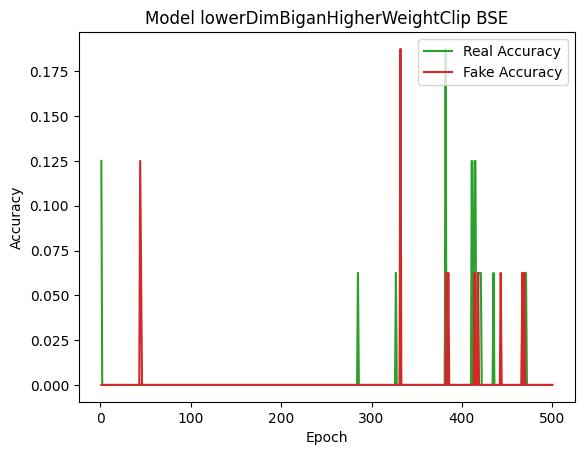 Model lowerDimBiganHigherWeightClip BSE
Real Accuracy
Fake Accuracy
0.175
0.150
0.125
0.100
0.075
0.050
0.025
0.000
Accuracy
0 100 200 300 400 500
Epoch